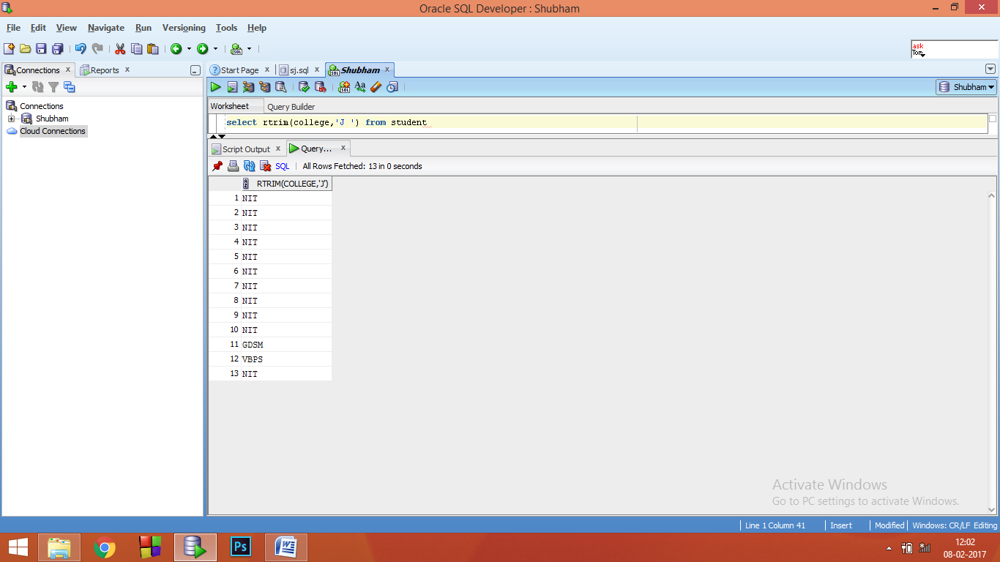 Oracle SQL Developer : Shubham
File Edit View Navigate Run Versioning Tools Help
ask
Tom
Connections x Reports x
Start Page x sj.sql x Shubham x
Shubham
Worksheet Query Builder
Connections
Shubham
Cloud Connections
select rtrim(college,'J ') from student
Script Output x Query... x
SQL | All Rows Fetched: 13 in 0 seconds
RTRIM(COLLEGE,'J')
1 NIT
2 NIT
3 NIT
4 NIT
5 NIT
6 NIT
7 NIT
8 NIT
9 NIT
10 NIT
11 GDSM
12 VBPS
13 NIT
Activate Windows
Go to PC settings to activate Windows.
Line 1 Column 41 | Insert | Modified | Windows: CR/LF Editing
Ps
12:02
08-02-2017